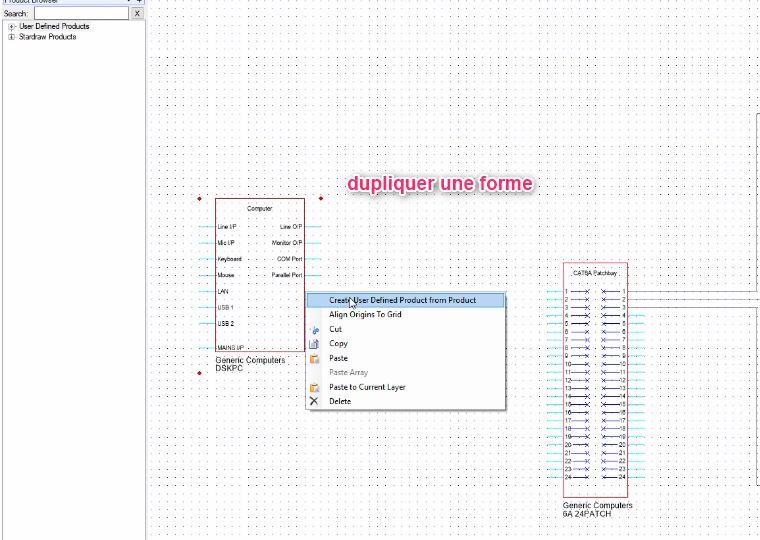 Product Browser
Search:
X
User Defined Products
Stardraw Products
dupliquer une forme
Computer
Line I/P
Line O/P
Mic I/P
Monitor O/P
Keyboard
COM Port
Mouse
Parallel Port
LAN
USB 1
USB 2
MAINS I/P
Generic Computers
DSKPC
Create User Defined Product from Product
Align Origins To Grid
Cut
Copy
Paste
Paste Array
Paste to Current Layer
Delete
CAT6A Patchbay
1 1
2 2
3 3
4 4
5 5
6 6
7 7
8 8
9 9
10 10
11 11
12 12
13 13
14 14
15 15
16 16
17 17
18 18
19 19
20 20
21 21
22 22
23 23
24 24
Generic Computers
6A 24PATCH